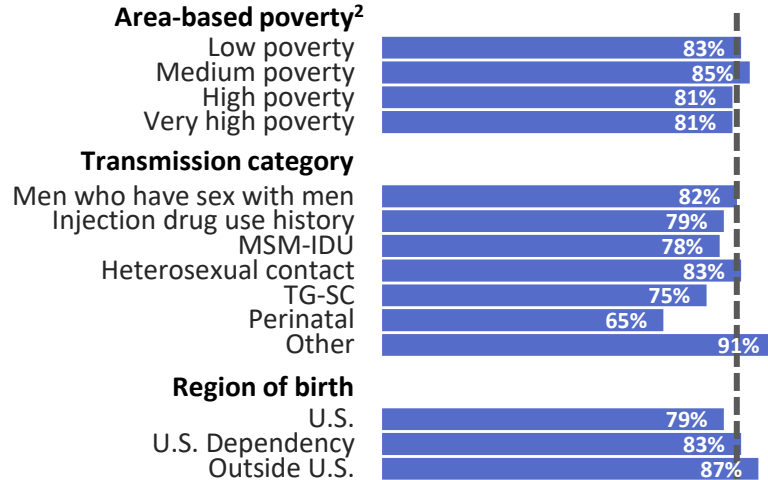 Area-based poverty²
Low poverty 83%
Medium poverty 85%
High poverty 81%
Very high poverty 81%
Transmission category
Men who have sex with men 82%
Injection drug use history 79%
MSM-IDU 78%
Heterosexual contact 83%
TG-SC 75%
Perinatal 65%
Other 91%
Region of birth
U.S. 79%
U.S. Dependency 83%
Outside U.S. 87%